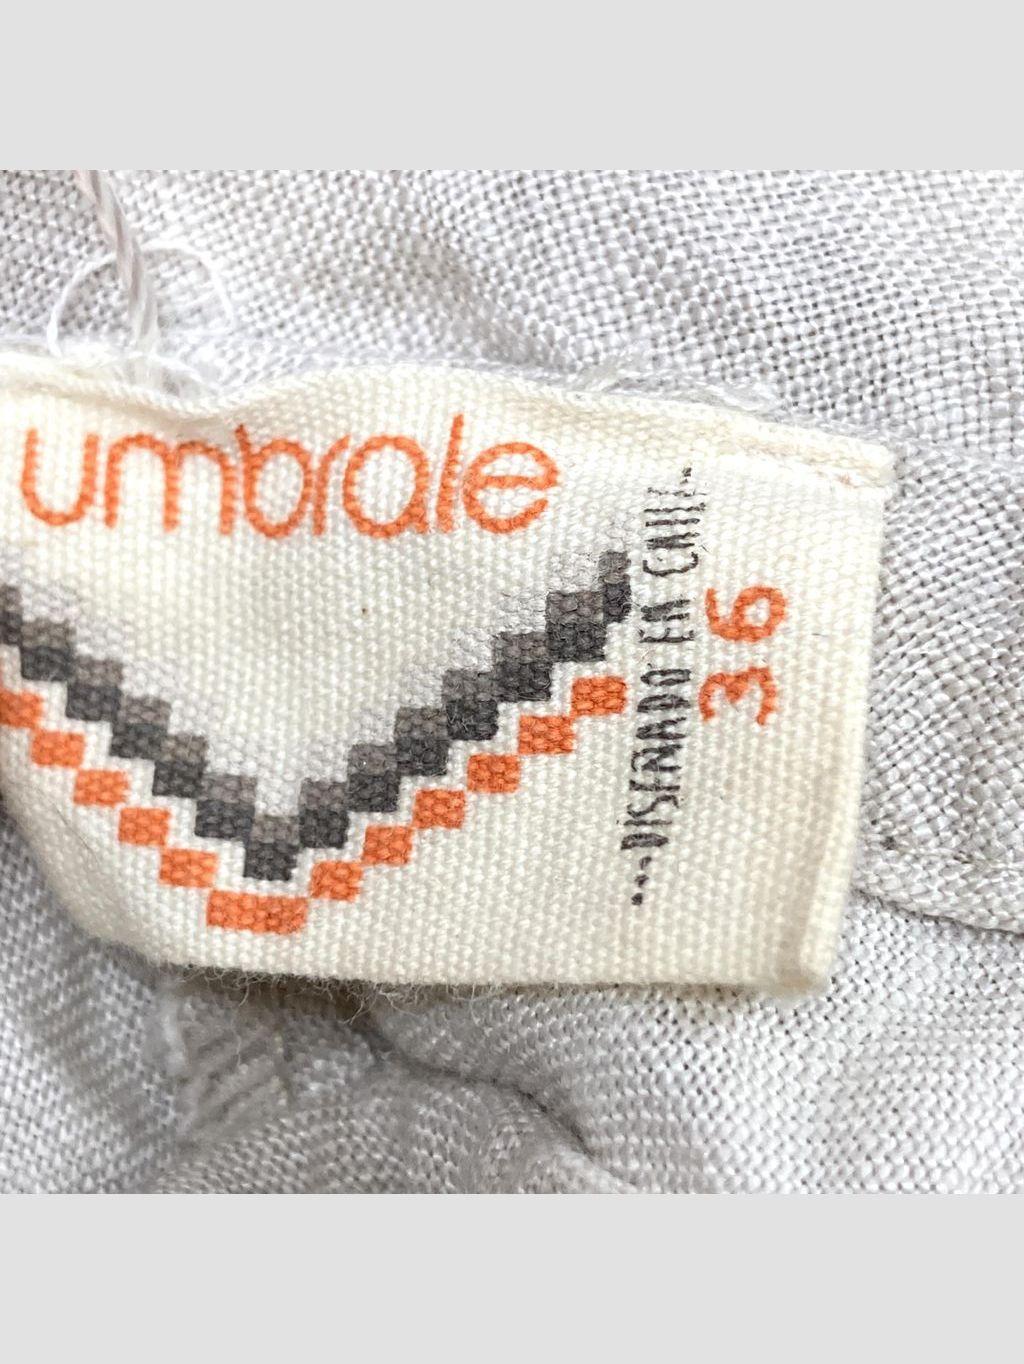 umbrale
...DISEÑADO EN CHILE.
36